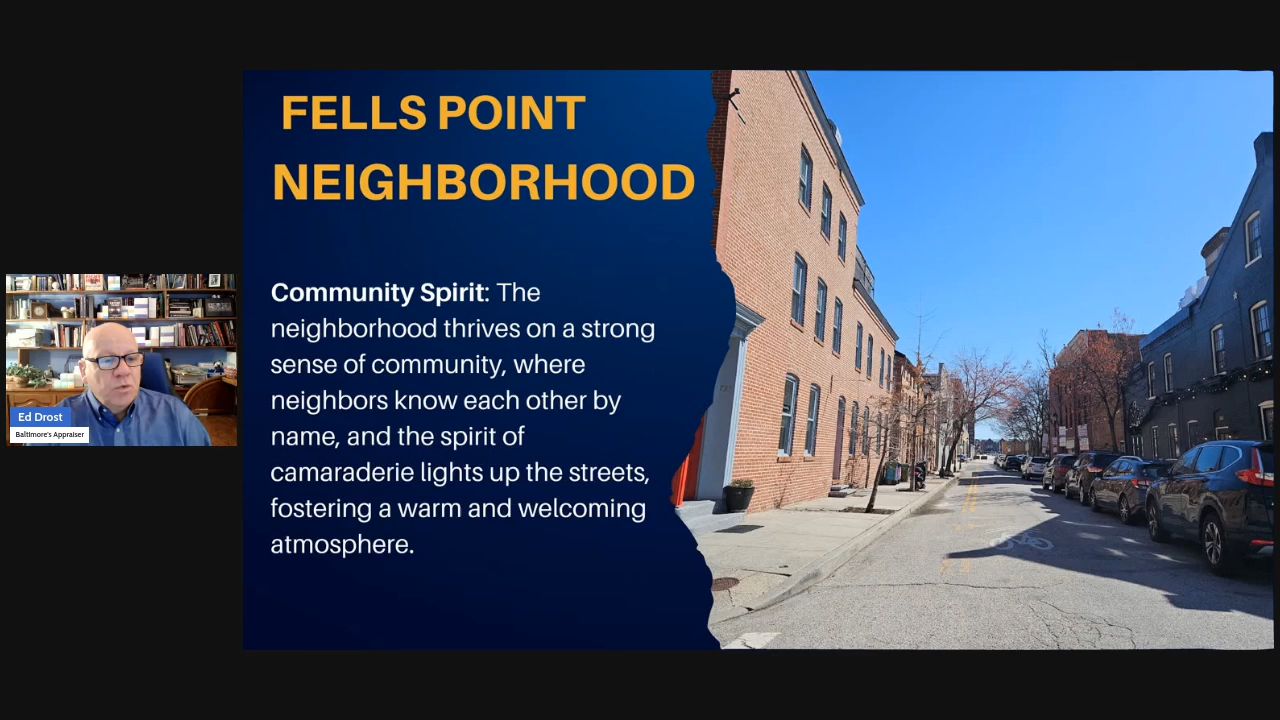 FELLS POINT
NEIGHBORHOOD
Community Spirit: The
neighborhood thrives on a strong
sense of community, where
neighbors know each other by
name, and the spirit of
camaraderie lights up the streets,
fostering a warm and welcoming
atmosphere.
Ed Drost
Baltimore's Appraiser